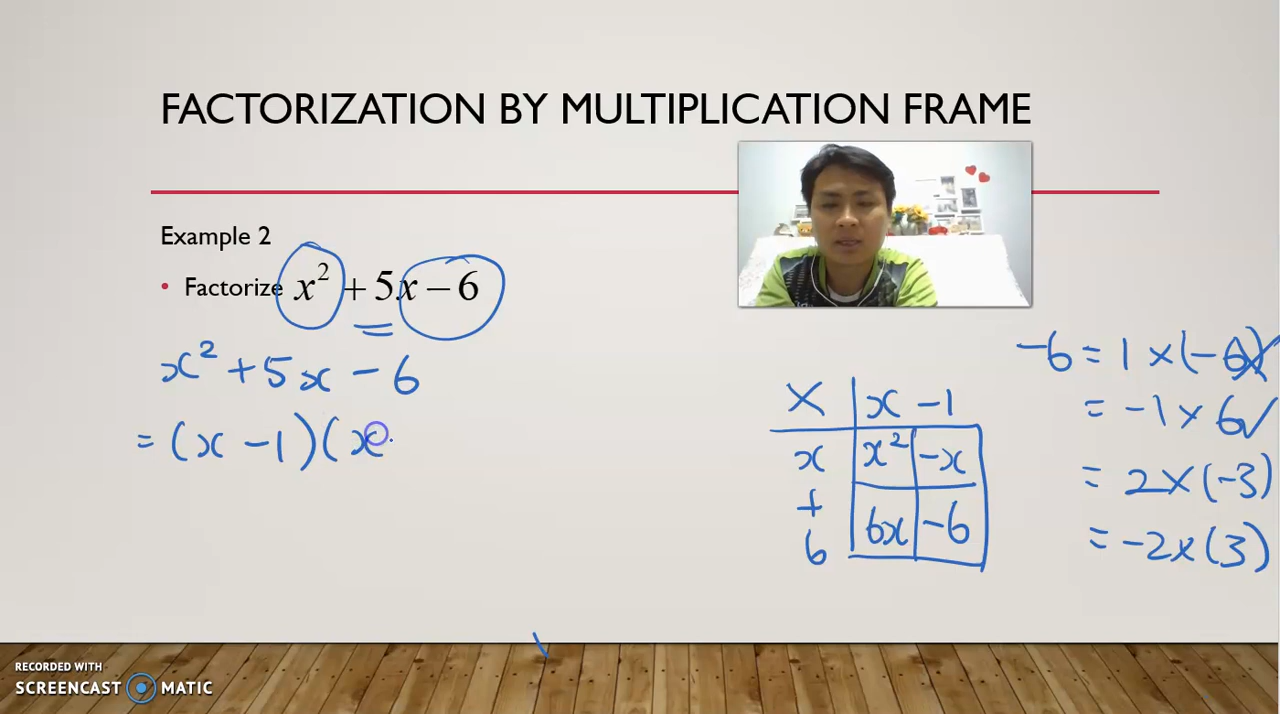 FACTORIZATION BY MULTIPLICATION FRAME
Example 2
• Factorize x² + 5x − 6
x² + 5x − 6
= (x − 1)(x
× | x − 1
x | x² | −x
+
6 | 6x | −6
−6 = 1 × (−6)
= −1 × 6 ✓
= 2 × (−3)
= −2 × (3)
RECORDED WITH
SCREENCAST MATIC